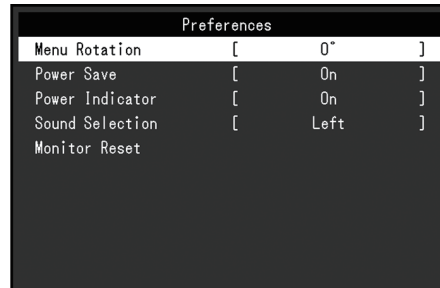 Preferences
Menu Rotation [ 0° ]
Power Save [ On ]
Power Indicator [ On ]
Sound Selection [ Left ]
Monitor Reset